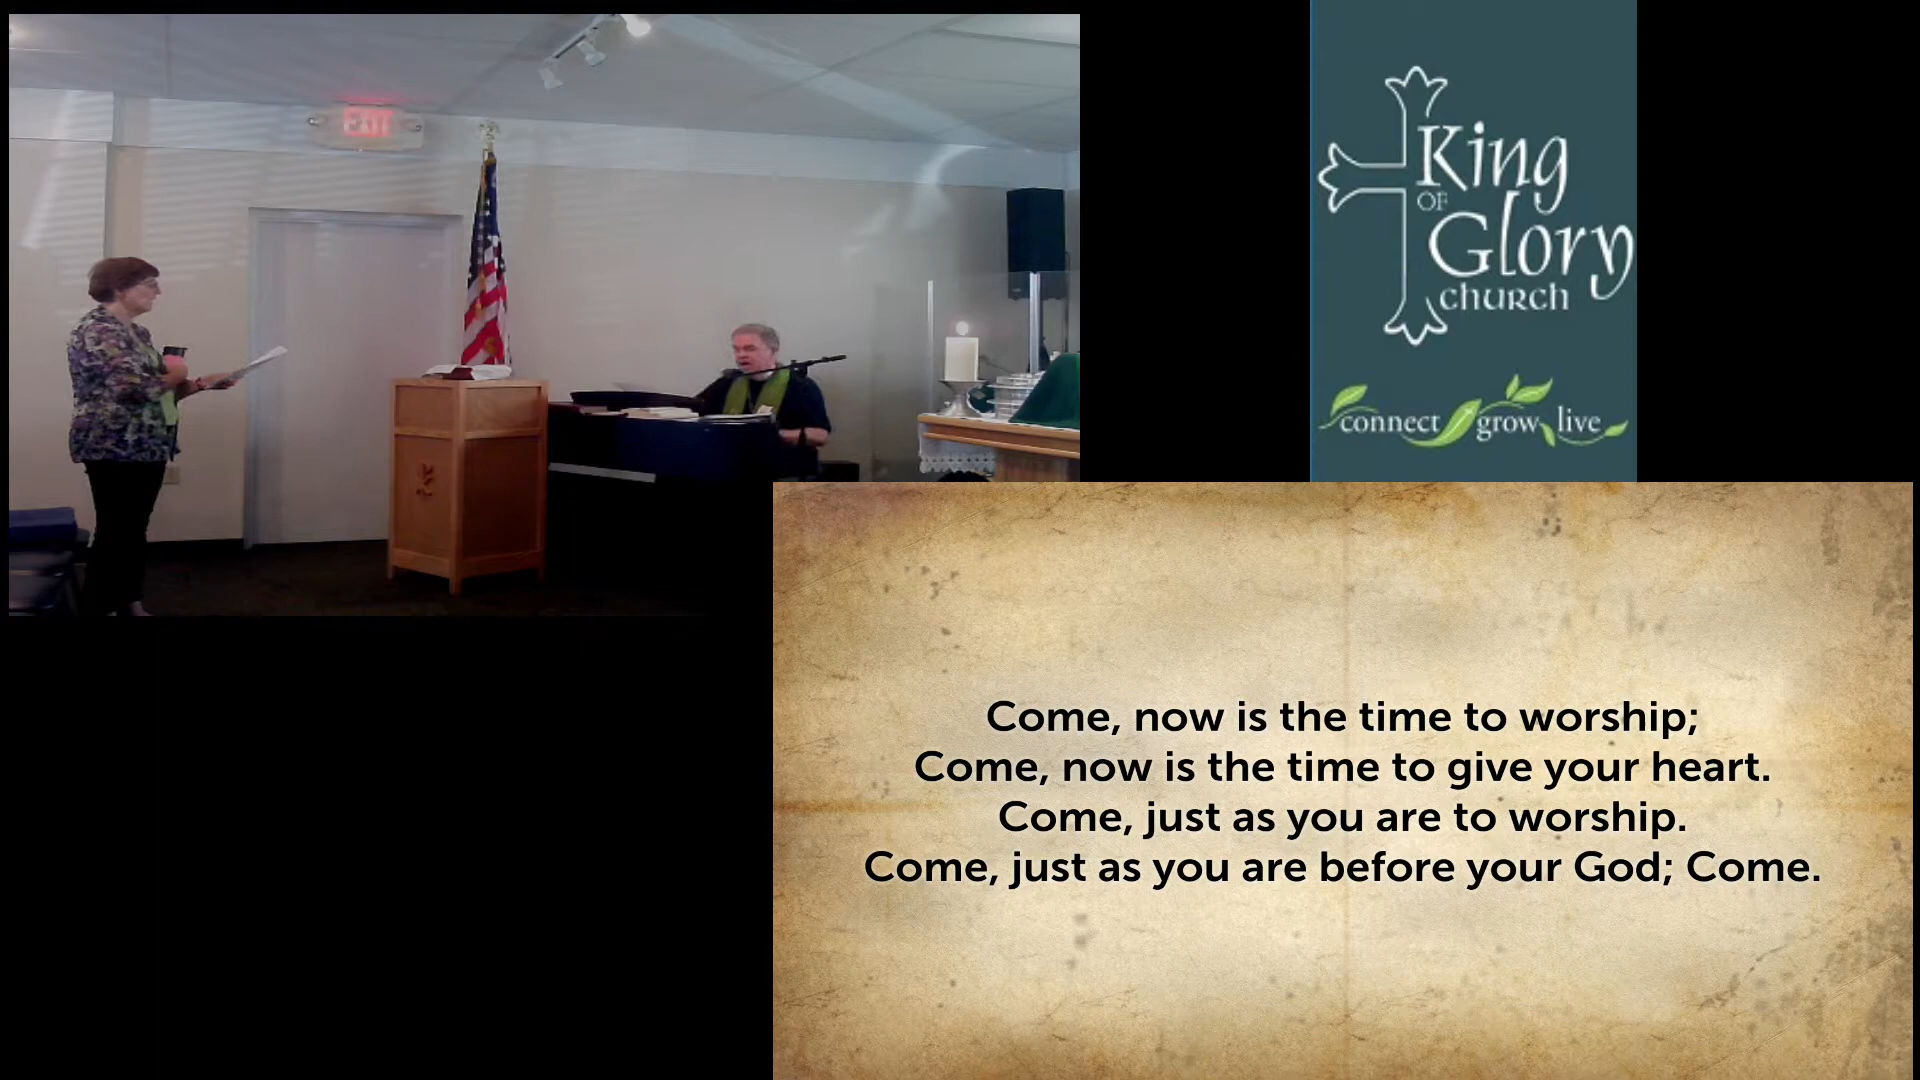 EXIT
King
OF
Glory
church
connect grow live
Come, now is the time to worship;
Come, now is the time to give your heart.
Come, just as you are to worship.
Come, just as you are before your God; Come.